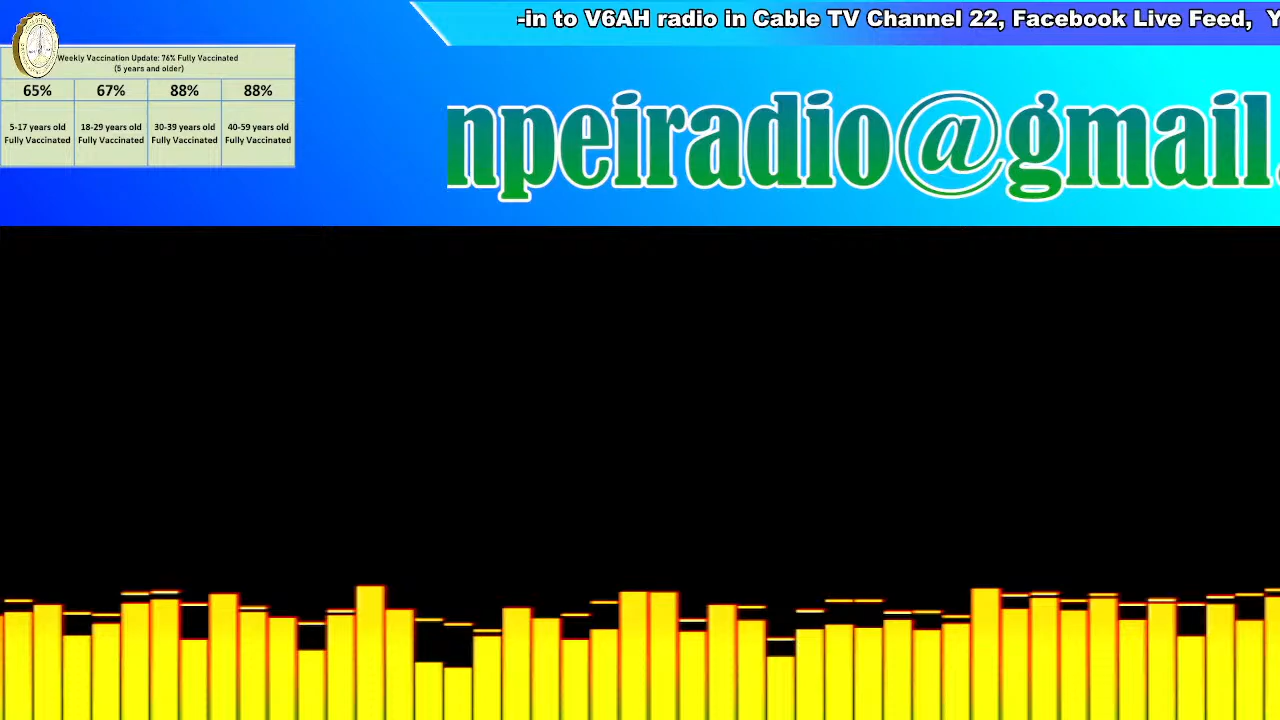 -in to V6AH radio in Cable TV Channel 22, Facebook Live Feed,
Weekly Vaccination Update: 76% Fully Vaccinated
(5 years and older)
65% 67% 88% 88%
5-17 years old 18-29 years old 30-39 years old 40-59 years old
Fully Vaccinated Fully Vaccinated Fully Vaccinated Fully Vaccinated
npeiradio@gmail.